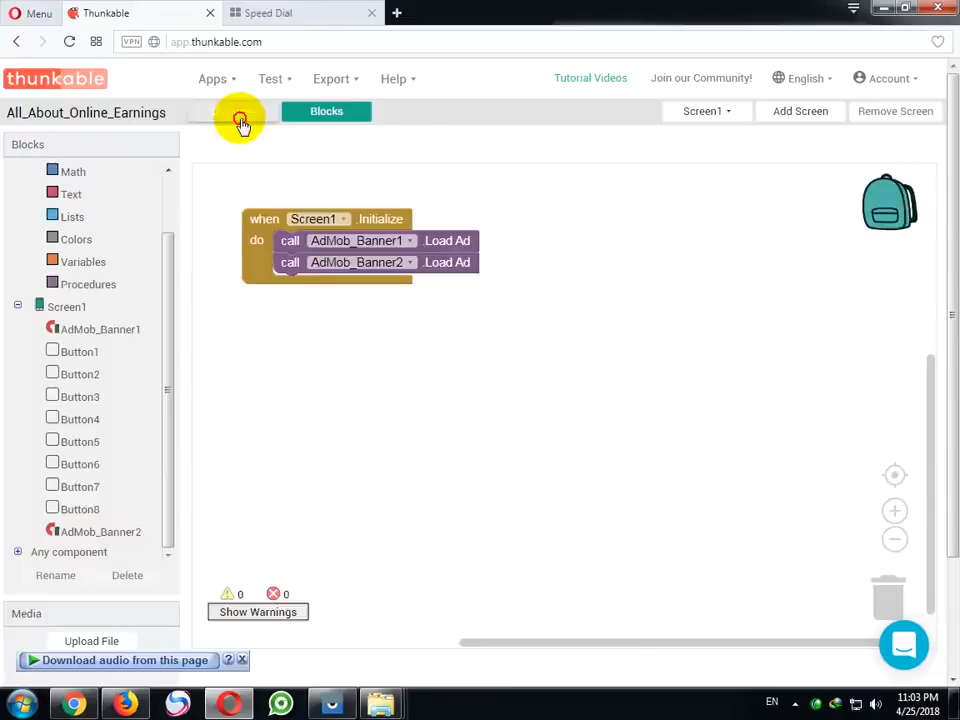 Menu
Thunkable
Speed Dial
VPN
app.thunkable.com
thunkable
Apps
Test
Export
Help
Tutorial Videos
Join our Community!
English
Account
All_About_Online_Earnings
Blocks
Screen1
Add Screen
Remove Screen
Blocks
Math
Text
Lists
Colors
Variables
Procedures
Screen1
AdMob_Banner1
Button1
Button2
Button3
Button4
Button5
Button6
Button7
Button8
AdMob_Banner2
Any component
Rename Delete
Media
Upload File
when Screen1 .Initialize
do call AdMob_Banner1 .Load Ad
call AdMob_Banner2 .Load Ad
0 0
Show Warnings
Download audio from this page ?
EN
11:03 PM
4/25/2018